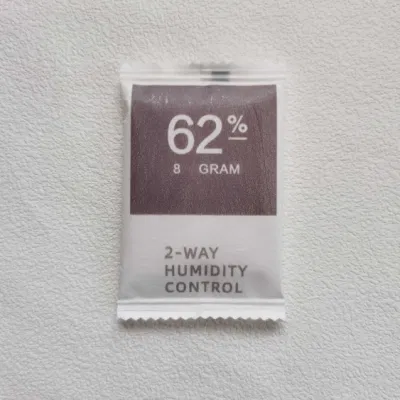 62%
8 GRAM
2-WAY
HUMIDITY
CONTROL